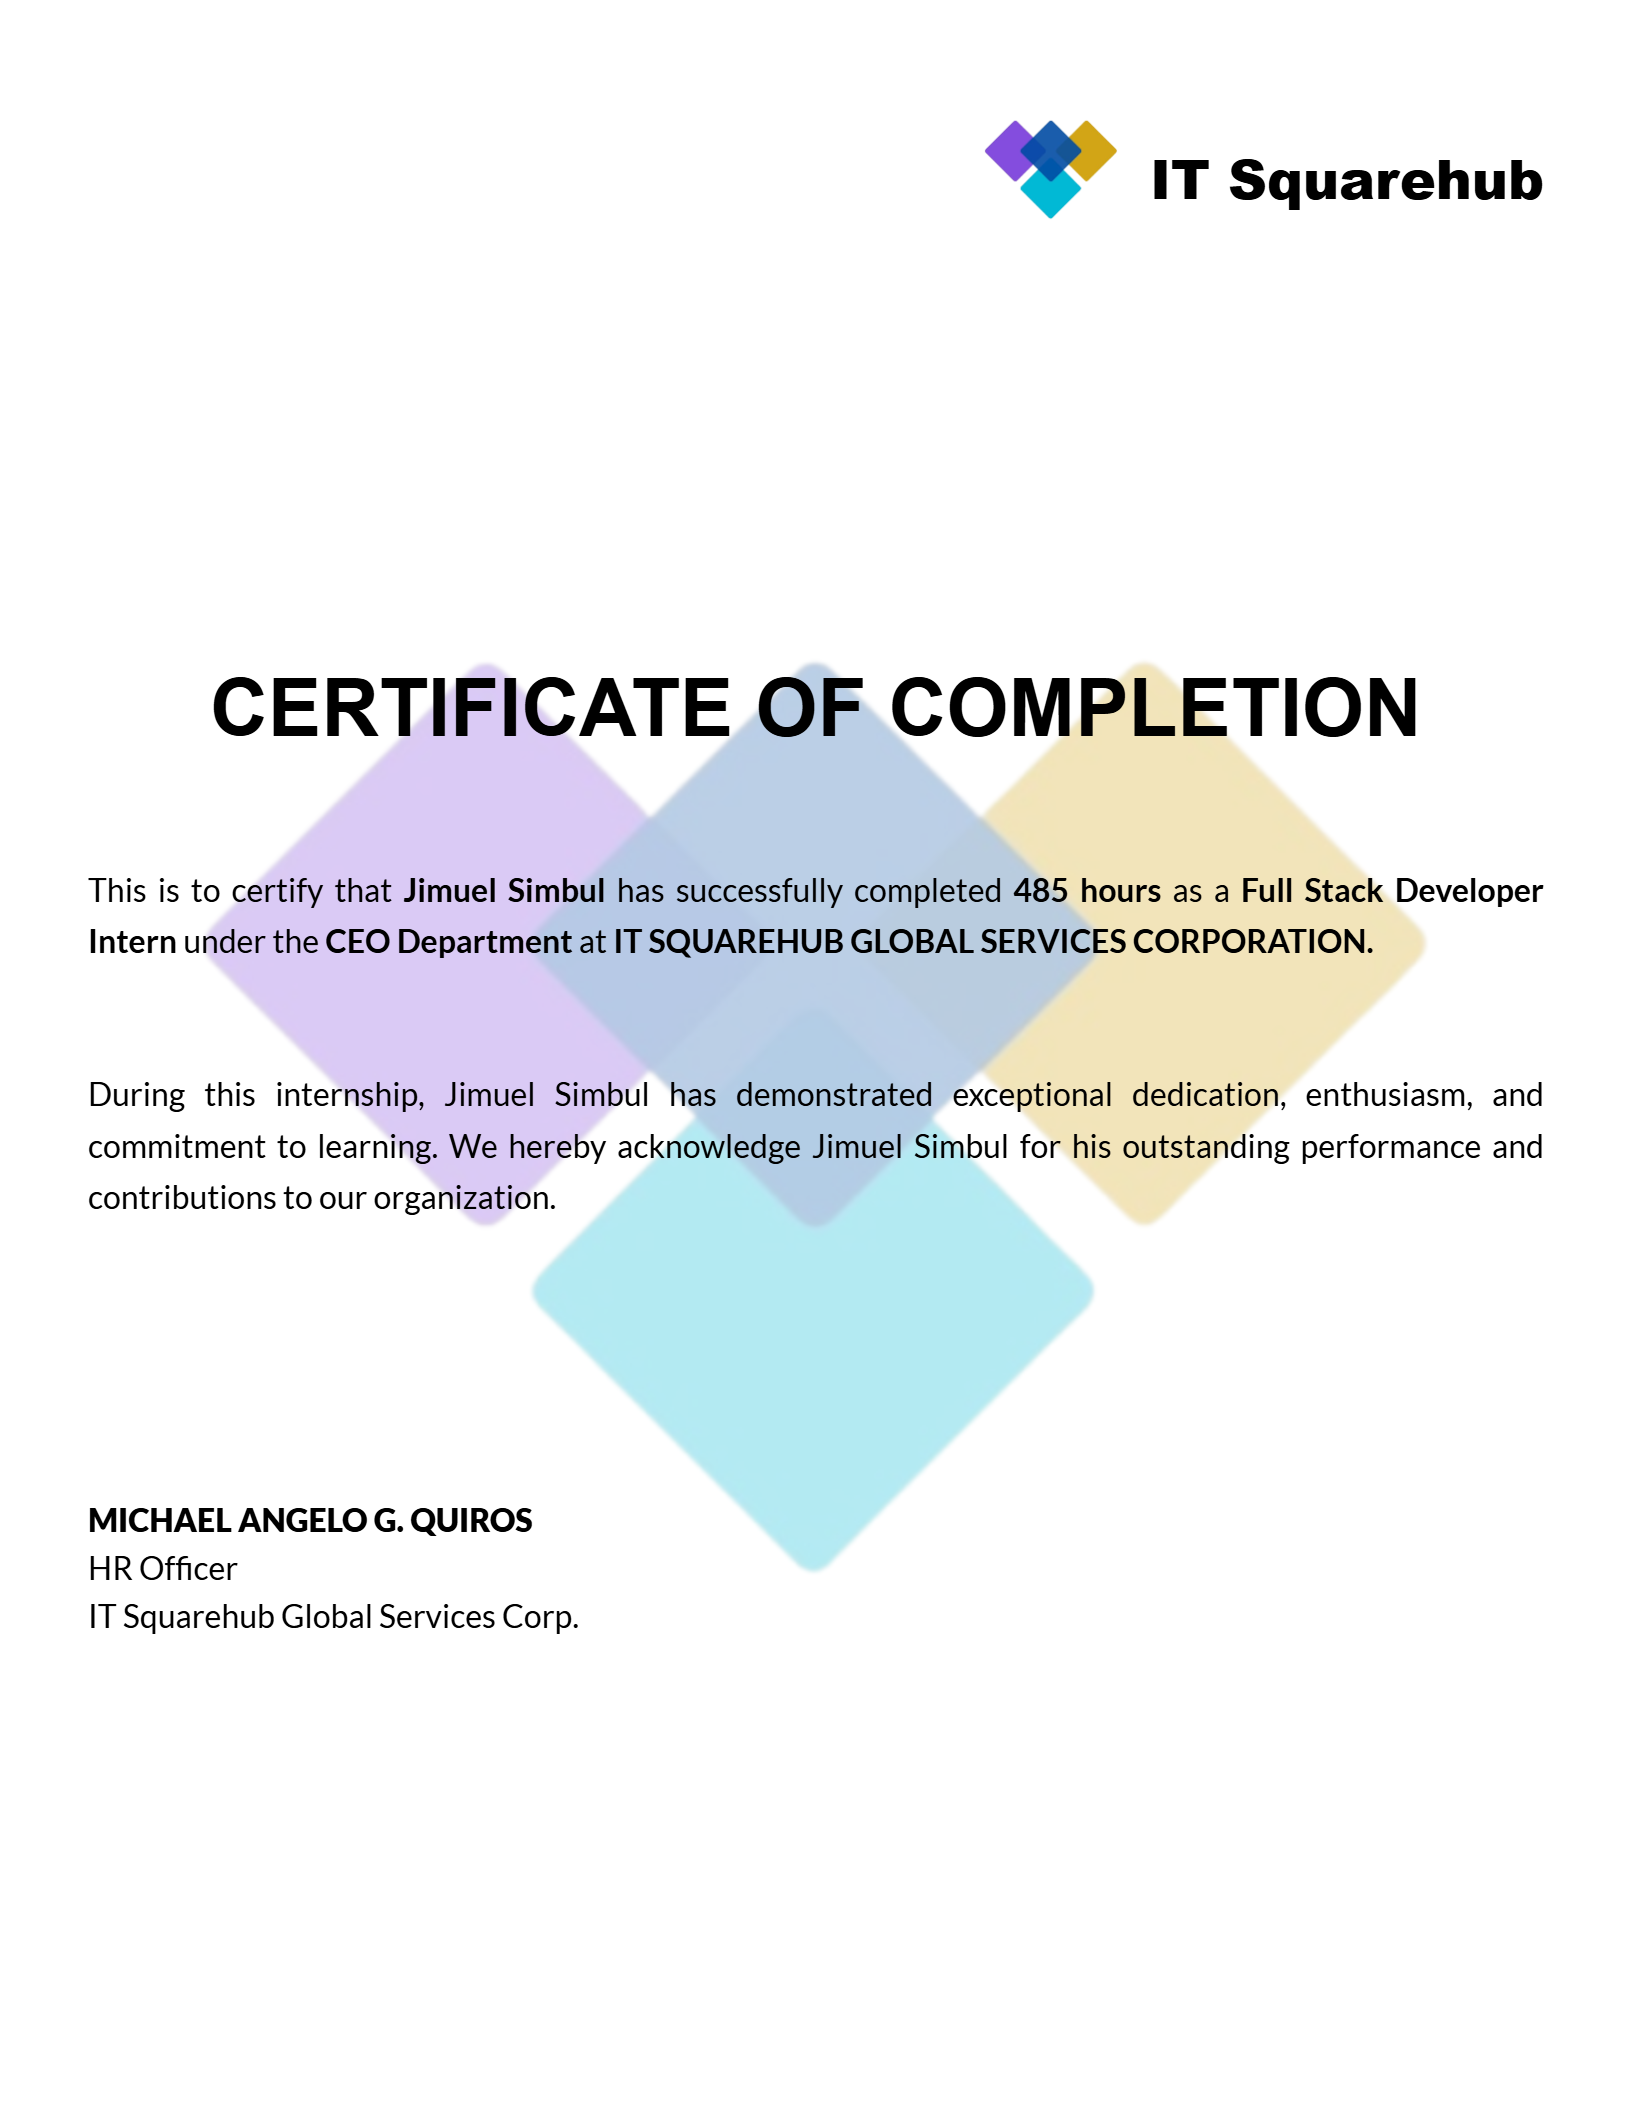 IT Squarehub
CERTIFICATE OF COMPLETION
This is to certify that Jimuel Simbul has successfully completed 485 hours as a Full Stack Developer
Intern under the CEO Department at IT SQUAREHUB GLOBAL SERVICES CORPORATION.
During this internship, Jimuel Simbul has demonstrated exceptional dedication, enthusiasm, and
commitment to learning. We hereby acknowledge Jimuel Simbul for his outstanding performance and
contributions to our organization.
MICHAEL ANGELO G. QUIROS
HR Officer
IT Squarehub Global Services Corp.